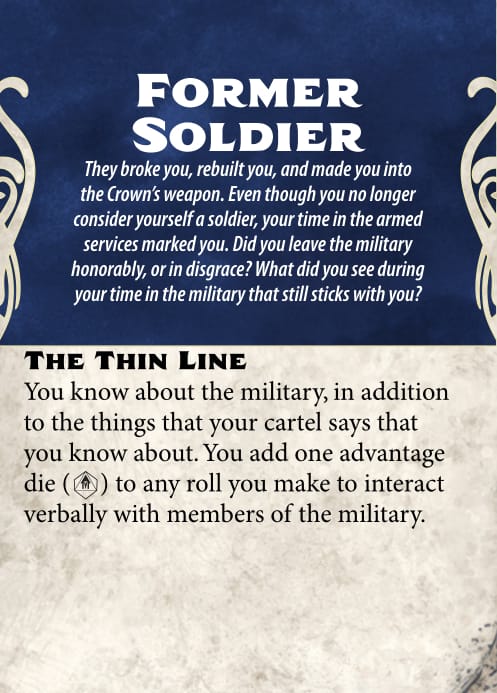 FORMER
SOLDIER
They broke you, rebuilt you, and made you into
the Crown's weapon. Even though you no longer
consider yourself a soldier, your time in the armed
services marked you. Did you leave the military
honorably, or in disgrace? What did you see during
your time in the military that still sticks with you?
THE THIN LINE
You know about the military, in addition
to the things that your cartel says that
you know about. You add one advantage
die () to any roll you make to interact
verbally with members of the military.